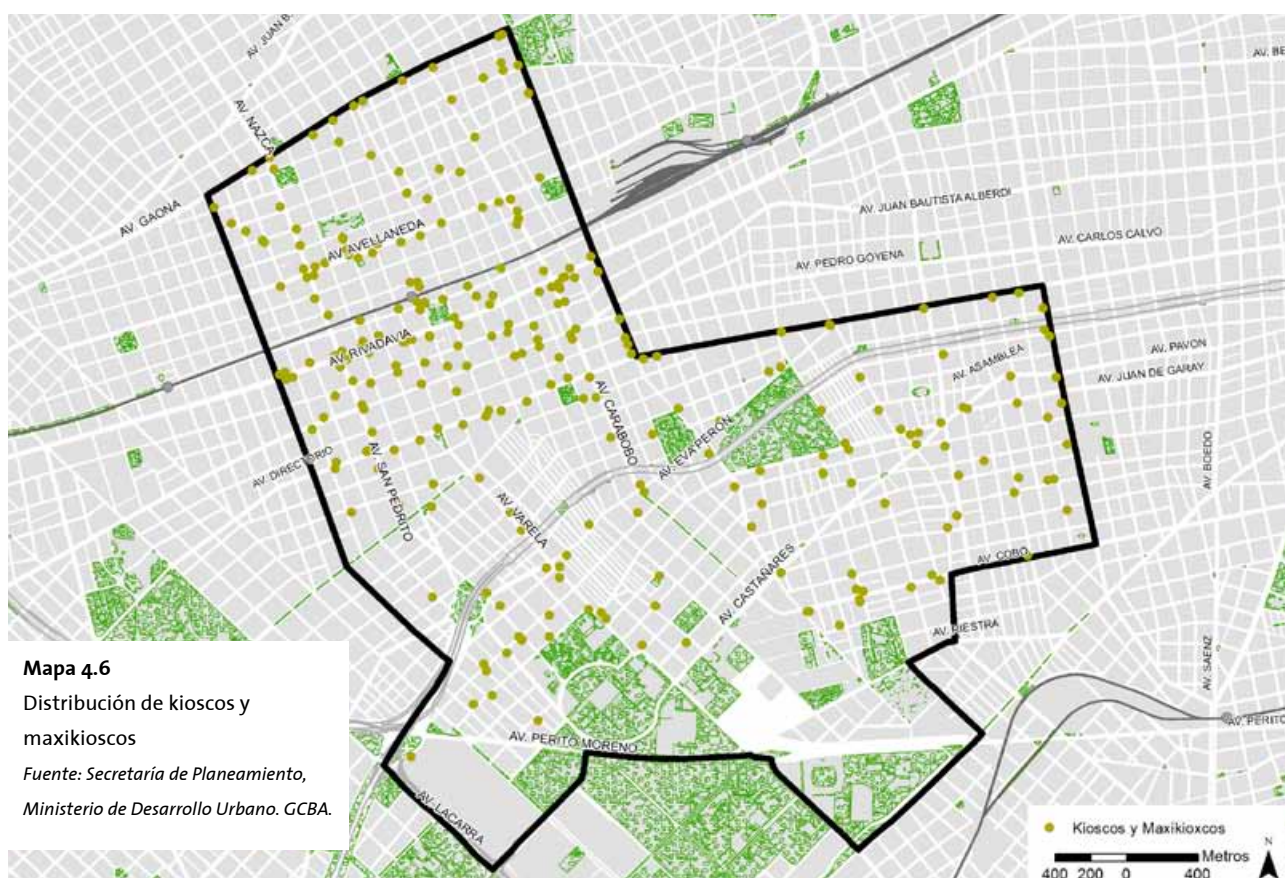 AV. JUAN B.
AV. BE
AV. NAZCA
AV. GAONA
AV. JUAN BAUTISTA ALBERDI
AV. AVELLANEDA
AV. CARLOS CALVO
AV. PEDRO GOYENA
AV. RIVADAVIA
AV. PAVON
AV. ASAMBLEA
AV. JUAN DE GARAY
AV. CARABOBO
AV. EVA PERÓN
AV. BOEDO
AV. DIRECTORIO
AV. SAN PEDRITO
AV. VARELA
AV. COBO
AV. CASTAÑARES
AV. RIESTRA
AV. SAENZ
AV. PERITO
AV. PERITO MORENO
AV. LACARRA
Mapa 4.6
Distribución de kioscos y
maxikioscos
Fuente: Secretaría de Planeamiento,
Ministerio de Desarrollo Urbano. GCBA.
Kioscos y Maxikioxcos
Metros
400 200 0 400
N